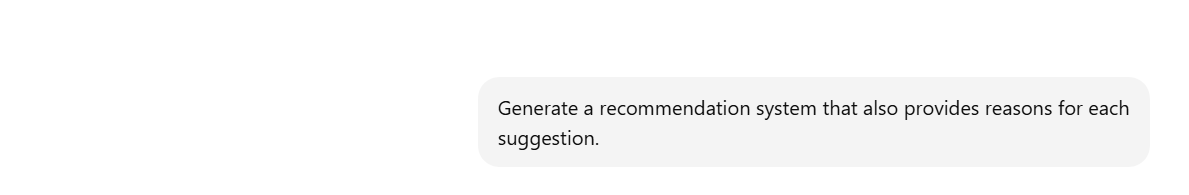 Generate a recommendation system that also provides reasons for each
suggestion.